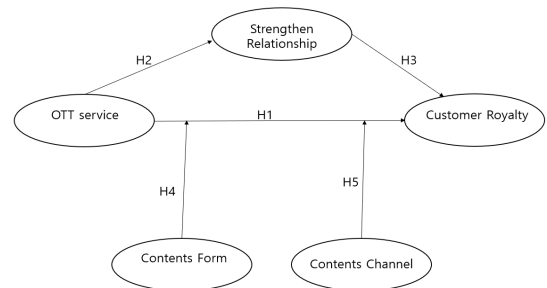 Strengthen
Relationship
H2
H3
OTT service
H1
Customer Royalty
H4
H5
Contents Form
Contents Channel